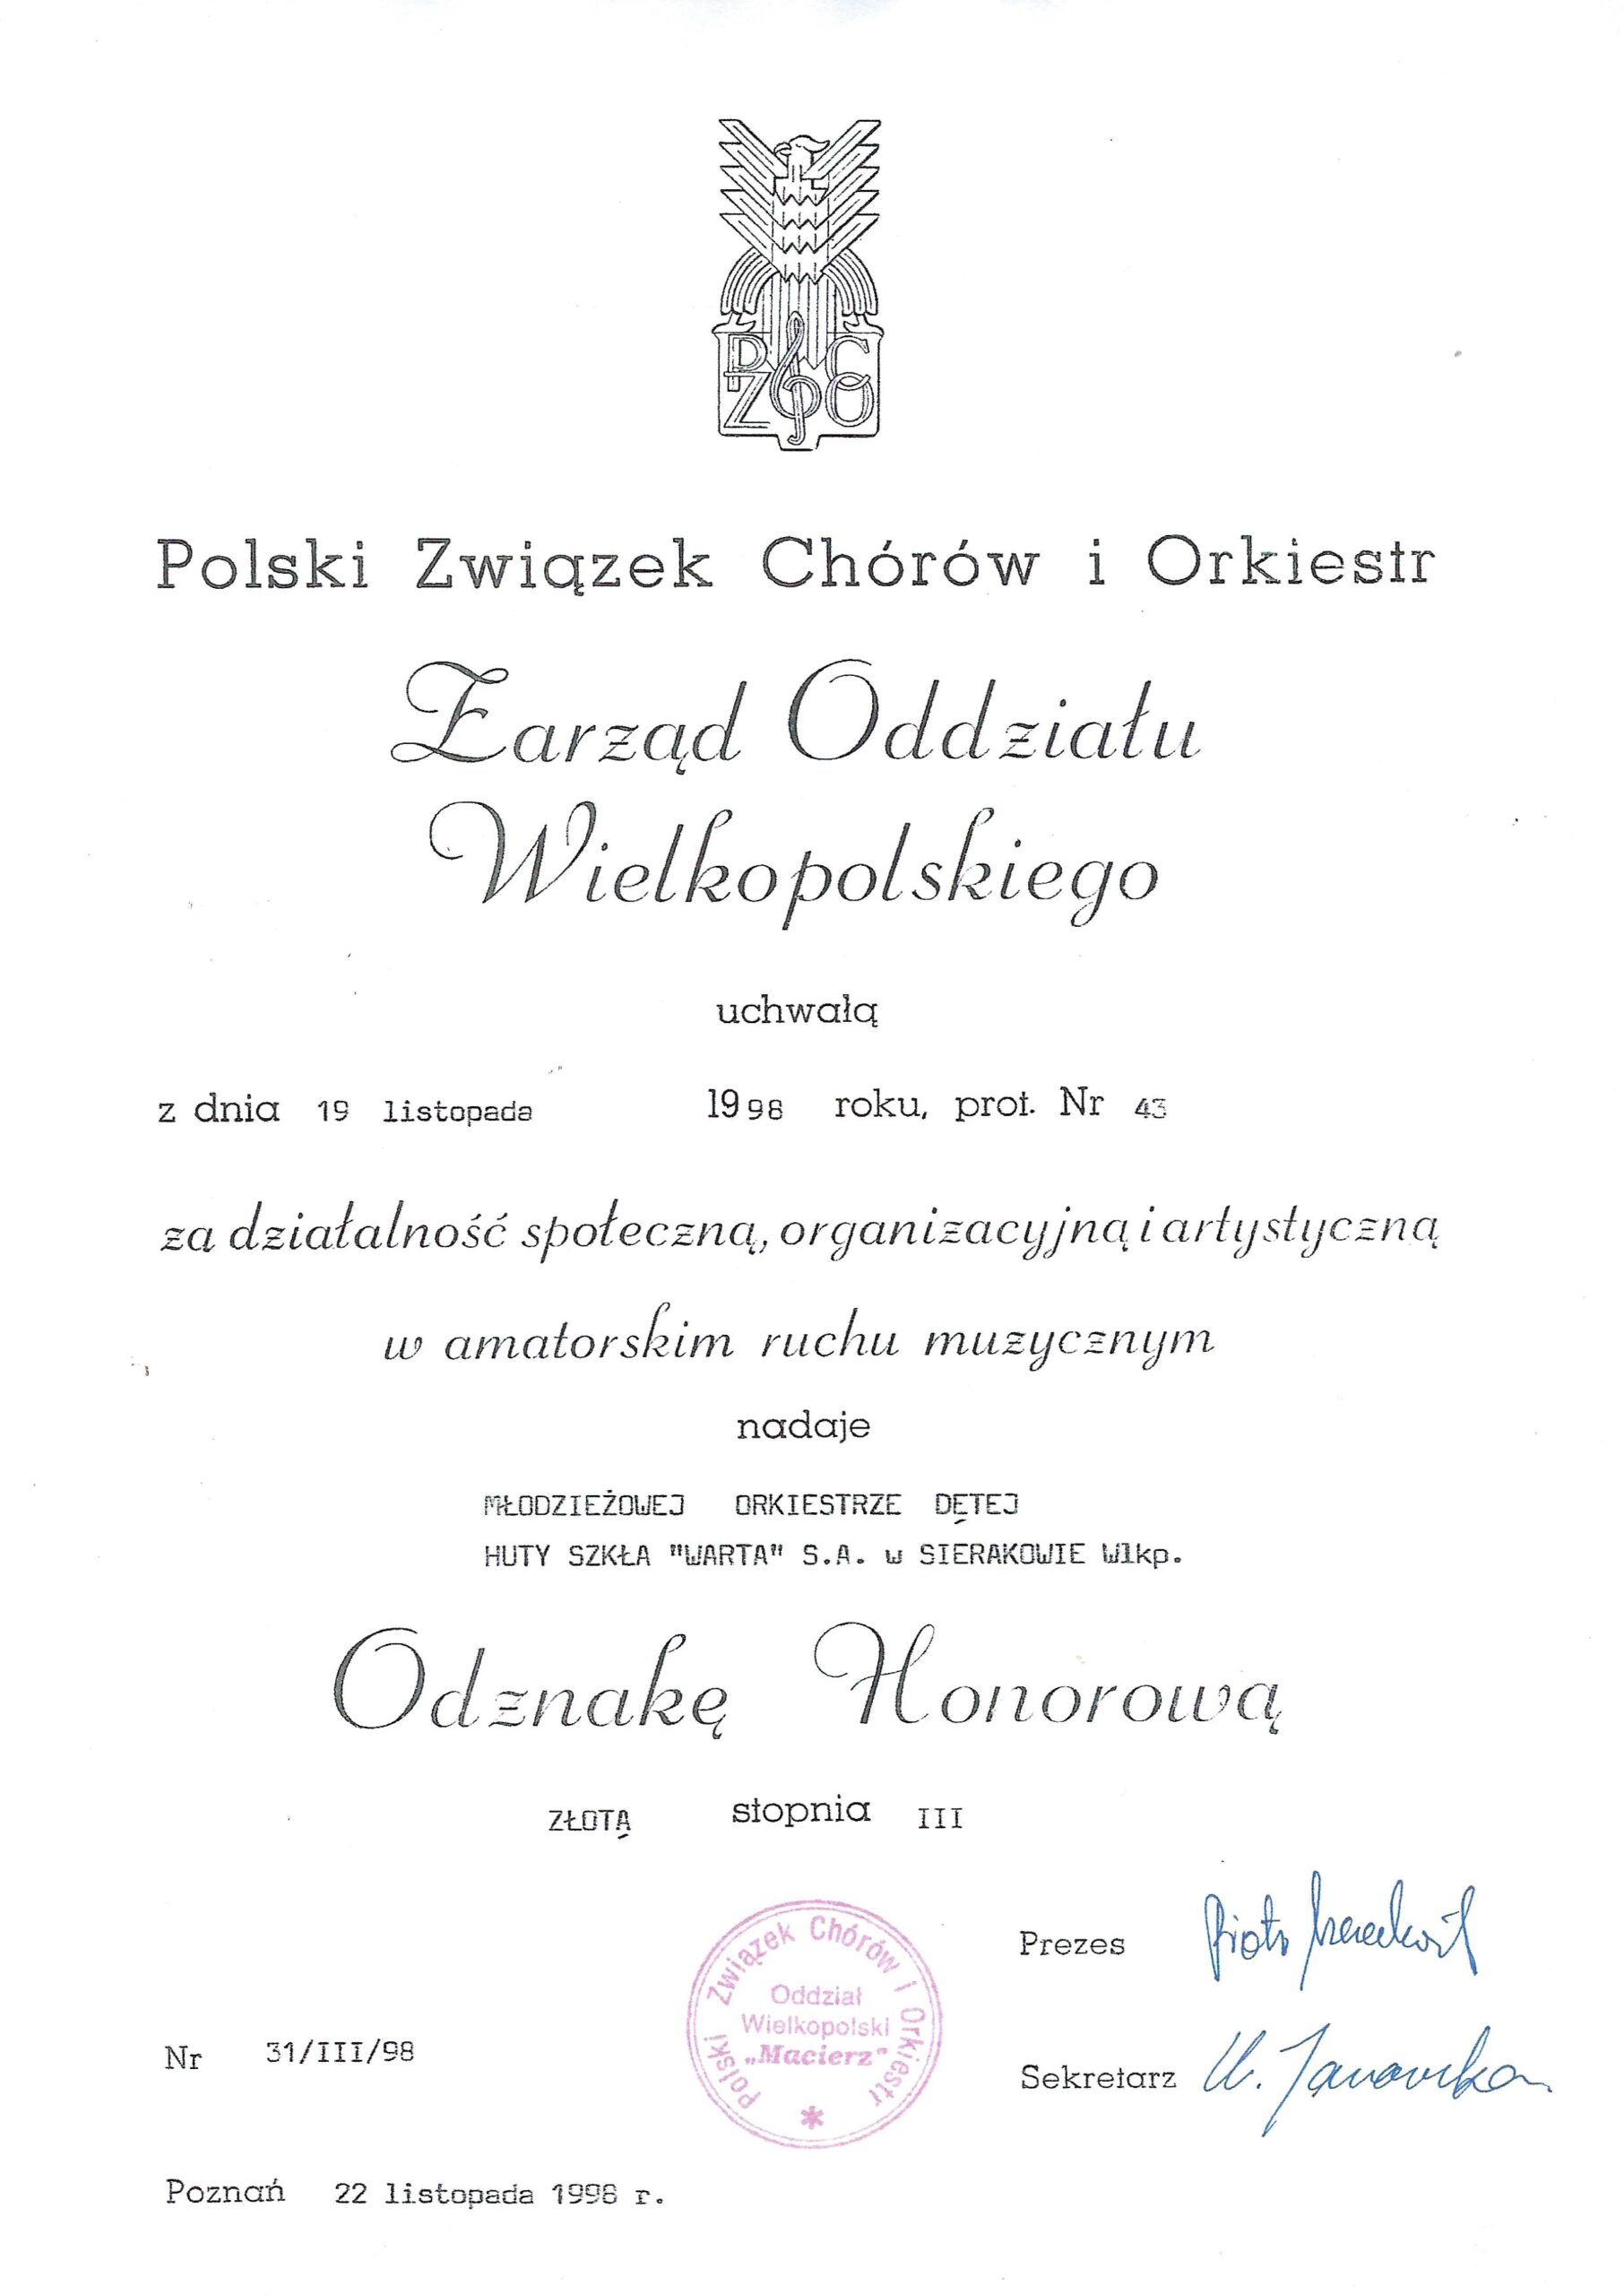 PZChO
Polski Związek Chórów i Orkiestr
Zarząd Oddziału
Wielkopolskiego
uchwałą
z dnia 19 listopada 1998 roku, prot. Nr 43
za działalność społeczną, organizacyjną i artystyczną
w amatorskim ruchu muzycznym
nadaje
MŁODZIEŻOWEJ ORKIESTRZE DĘTEJ
HUTY SZKŁA "WARTA" S.A. w SIERAKOWIE Wlkp.
Odznakę Honorową
ZŁOTĄ stopnia III
Prezes Piotr
Polski Związek Chórów i Orkiestr
Oddział
Wielkopolski
„Macierz"
Nr 31/III/98
Sekretarz
Poznań 22 listopada 1998 r.